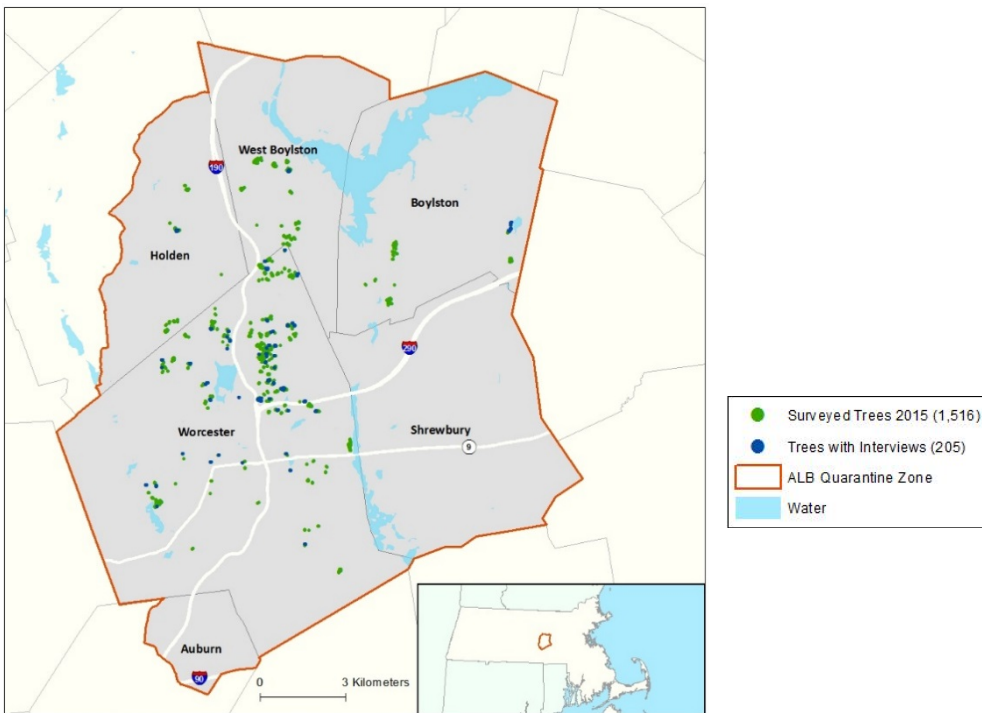 West Boylston
190
Boylston
Holden
290
Worcester
Shrewbury
9
Auburn
90
0 3 Kilometers
Surveyed Trees 2015 (1,516)
Trees with Interviews (205)
ALB Quarantine Zone
Water